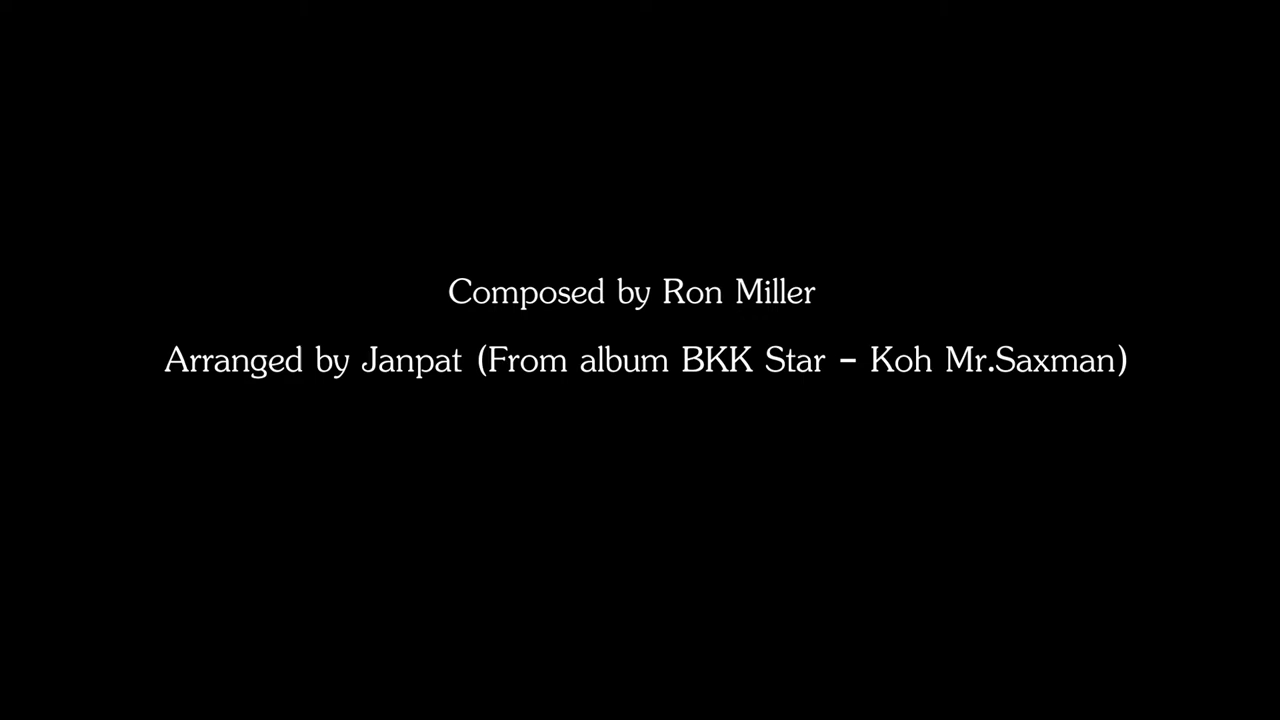 Composed by Ron Miller
Arranged by Janpat (From album BKK Star - Koh Mr.Saxman)